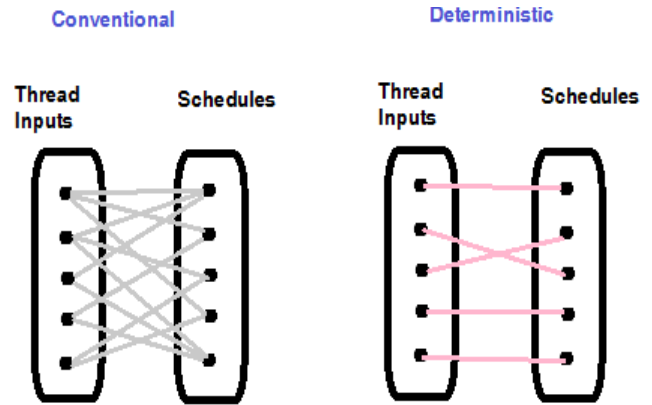 Conventional
Deterministic
Thread
Inputs
Schedules
Thread
Inputs
Schedules